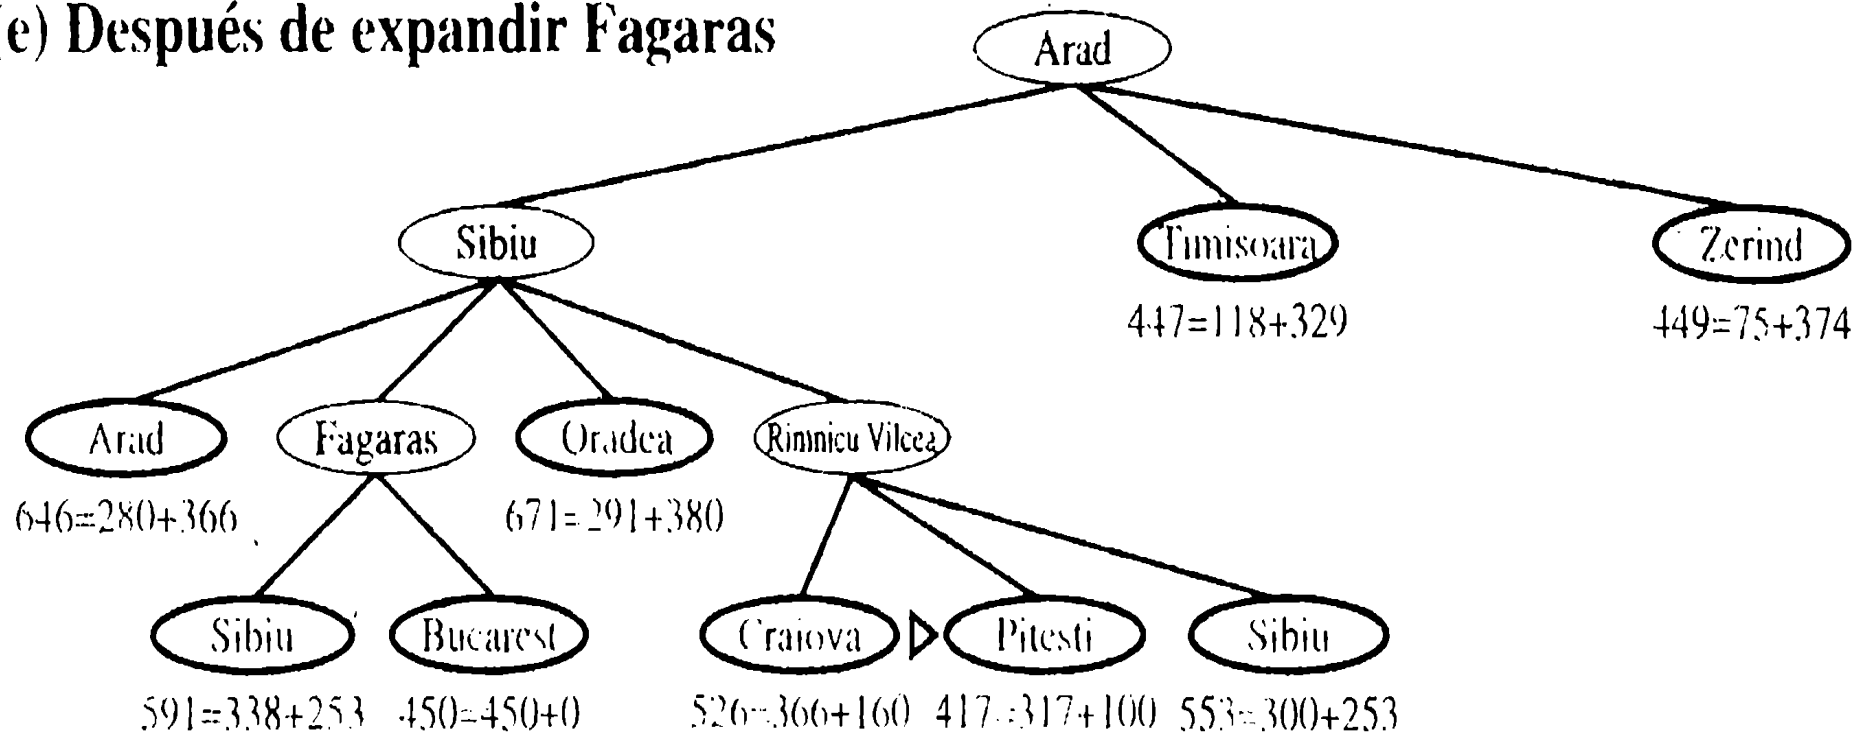 (e) Después de expandir Fagaras
Arad
Sibiu
Timisoara
Zerind
447=118+329
449=75+374
Arad
Fagaras
Oradea
Rimnicu Vilcea
646=280+366
671=291+380
Sibiu
Bucarest
Craiova
Pitesti
Sibiu
591=338+253
450=450+0
526=366+160
417=317+100
553=300+253